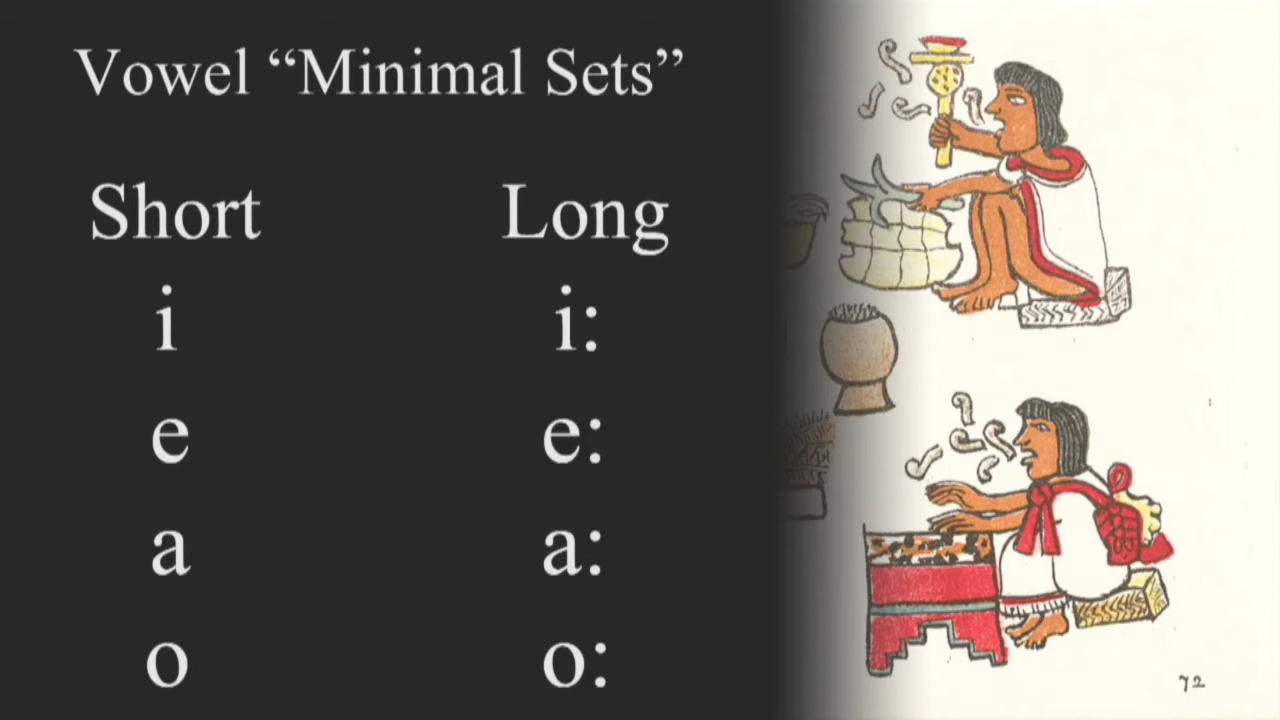 Vowel “Minimal Sets”
Short Long
i i:
e e:
a a:
o o:
72